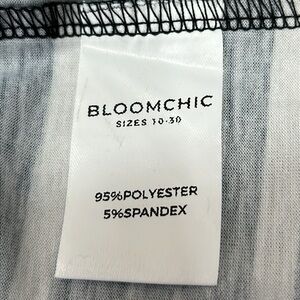 BLOOMCHIC
SIZES 10-30
95%POLYESTER
5%SPANDEX